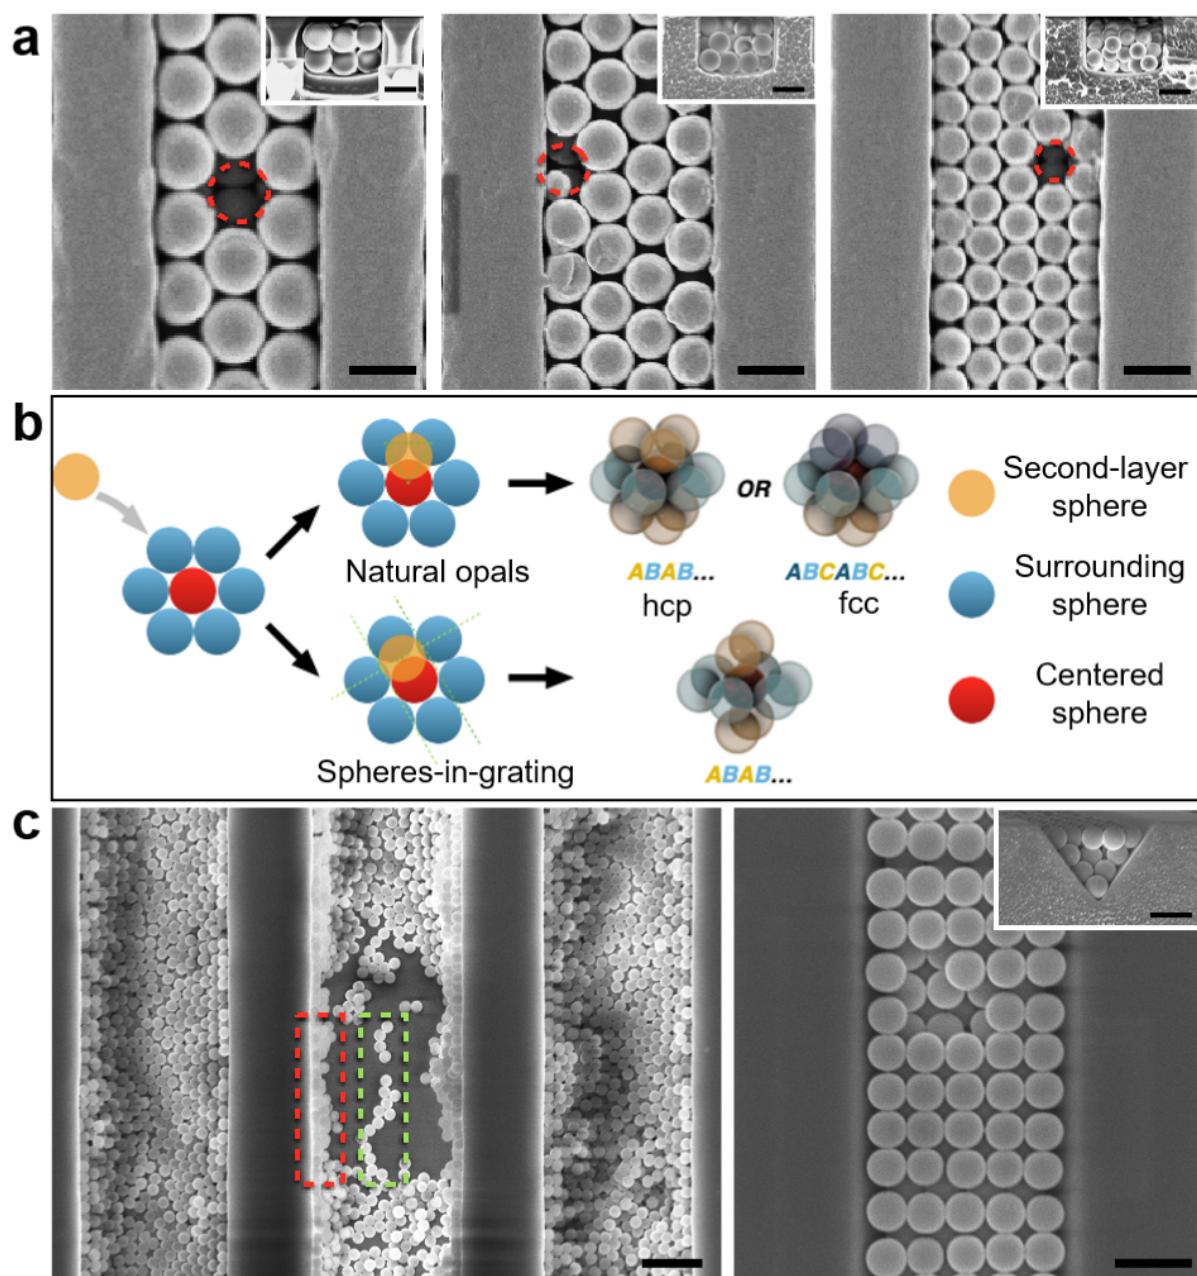 a
b
Natural opals
ABAB...
hcp
OR
ABCABC...
fcc
Second-layer
sphere
Surrounding
sphere
Centered
sphere
Spheres-in-grating
ABAB...
c